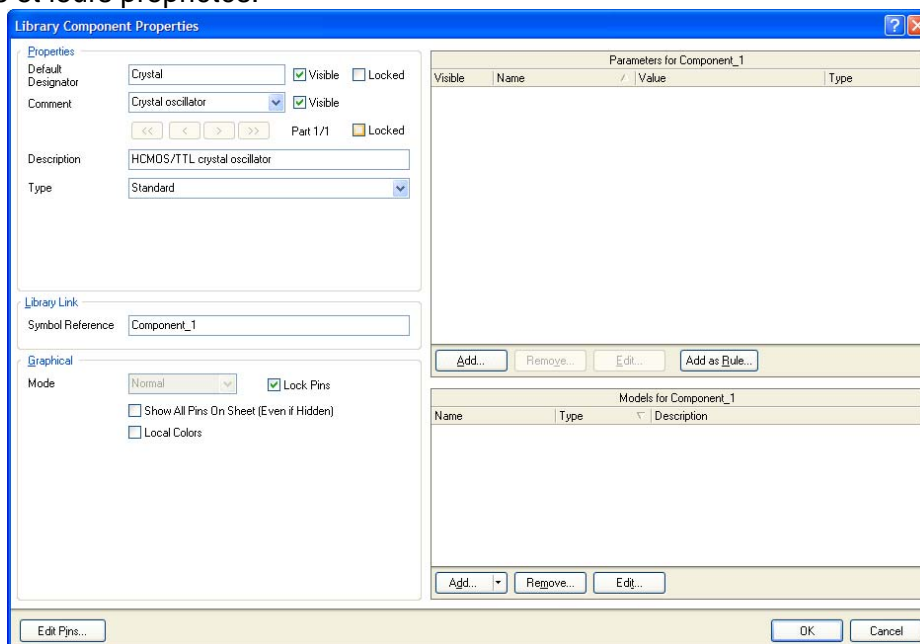 et leurs propriétés.
Library Component Properties
Properties
Default Designator
Crystal
Visible
Locked
Comment
Crystal oscillator
Visible
<< < > >>
Part 1/1
Locked
Description
HCMOS/TTL crystal oscillator
Type
Standard
Library Link
Symbol Reference
Component_1
Graphical
Mode
Normal
Lock Pins
Show All Pins On Sheet (Even if Hidden)
Local Colors
Parameters for Component_1
Visible Name Value Type
Add... Remove... Edit... Add as Rule...
Models for Component_1
Name Type Description
Add... Remove... Edit...
Edit Pins...
OK Cancel